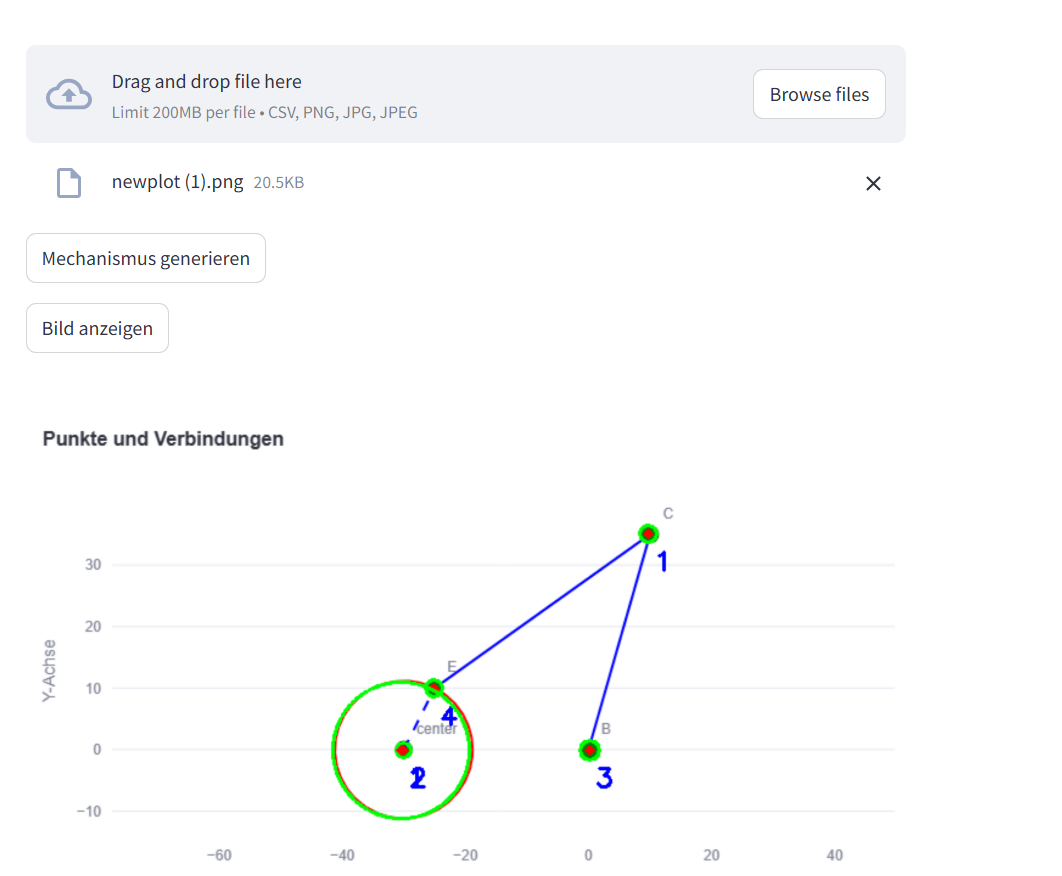 Drag and drop file here
Browse files
Limit 200MB per file • CSV, PNG, JPG, JPEG
newplot (1).png 20.5KB
Mechanismus generieren
Bild anzeigen
Punkte und Verbindungen
C
1
30
20
E
Y-Achse
10
4
center
B
0
2
3
−10
−60 −40 −20 0 20 40